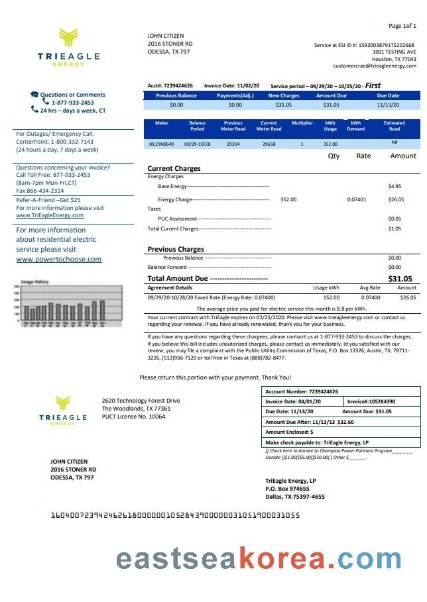 Page 1of 1
TRIEAGLE
ENERGY
JOHN CITIZEN
2016 STONER RD
ODESSA, TX 797
Service at ESI ID #: 1593003879175202668
1001 TESTING AVE
Houston, TX 77043
customercrac@trieagleenergy.com
Acct#: 7239424626 Invoice Date: 11/02/20 Service period – 09/29/20 – 10/25/20 - First
Previous Balance Payments(Adj.) New Charges Amount Due Due Date
$0.00 $0.00 $31.05 $31.05 11/13/20
Questions or Comments
1-877-933-2453
24 hrs – days a week, CT
For Outages/ Emergency Call:
CenterPoint: 1-800-332-7143
(24 hours a day, 7 days a week)
Questions concerning your invoice?
Call Toll Free: 877-933-2453
(8am-7pm Mon-Fri,CT)
Fax:866-434-2314
Refer-A-Friend –Get $25
For more information please visit
www.TriEagleEnergy.com
For more information
about residential electric
service please visit
www.powertochoose.com
Usage History
Meter Balance Period Previous Meter Read Current Meter Read Multiplier kWh Usage kWh Demand Estimated Read
09/29-10/28 29304 29658 1 352.00
Qty Rate Amount
Current Charges
Energy Charges
Base Energy $4.95
Energy Charge 352.00 0.07401 $26.05
Taxes
PUC Assessment $0.05
Total Current Charges $1.05
Previous Charges
Previous Balance $0.00
Balance Forward $0.00
Total Amount Due $31.05
Agreement Details Usage kWh Avg Rate Amount
09/29/20-10/28/20 Fixed Rate (Energy Rate: 0.07400) 152.00 0.07400 $26.05
The average price you paid for electric service this month is 8.8 per kWh.
Your current contract with TriEagle expires on 02/25/2020. Please visit www.trieagleenergy.com or contact us
regarding your renewal. If you have already renewed, thank you for your business.
If you have any questions regarding these charges, please contact us at 1-877-933-2453 to discuss the charges.
If you believe this bill includes unauthorized charges, please contact us immediately. If you satisfied with our
review, you may file a complaint with the Public Utility Commission of Texas, P.O. Box 13326, Austin, TX, 78711-
3226, (512)936-7120 or toll free in Texas at (888)782-8477.
Please return this portion with your payment. Thank You!
TRIEAGLE
ENERGY
2620 Technology Forest Drive
The Woodlands, TX 77361
PUCT License No. 10064
Account Number: 7239424626
Invoice Date: 04/01/20 Invoice#:105284390
Due Date: 11/13/20 Amount Due: $31.05
Amount Due After: 11/12/13 $32.60
Amount Enclosed: $
Make check payable to: TriEagle Energy, LP
[] Check here to donate to Champion Power Partners Program
Donate []$1.00[]$5.00[]$10.00[] Other $
JOHN CITIZEN
2016 STONER RD
ODESSA, TX 797
TriEagle Energy, LP
P.O. Box 974655
Dallas, TX 75397-4655
160400723942462618000000105284390000000310519000 31055
eastseakorea.com